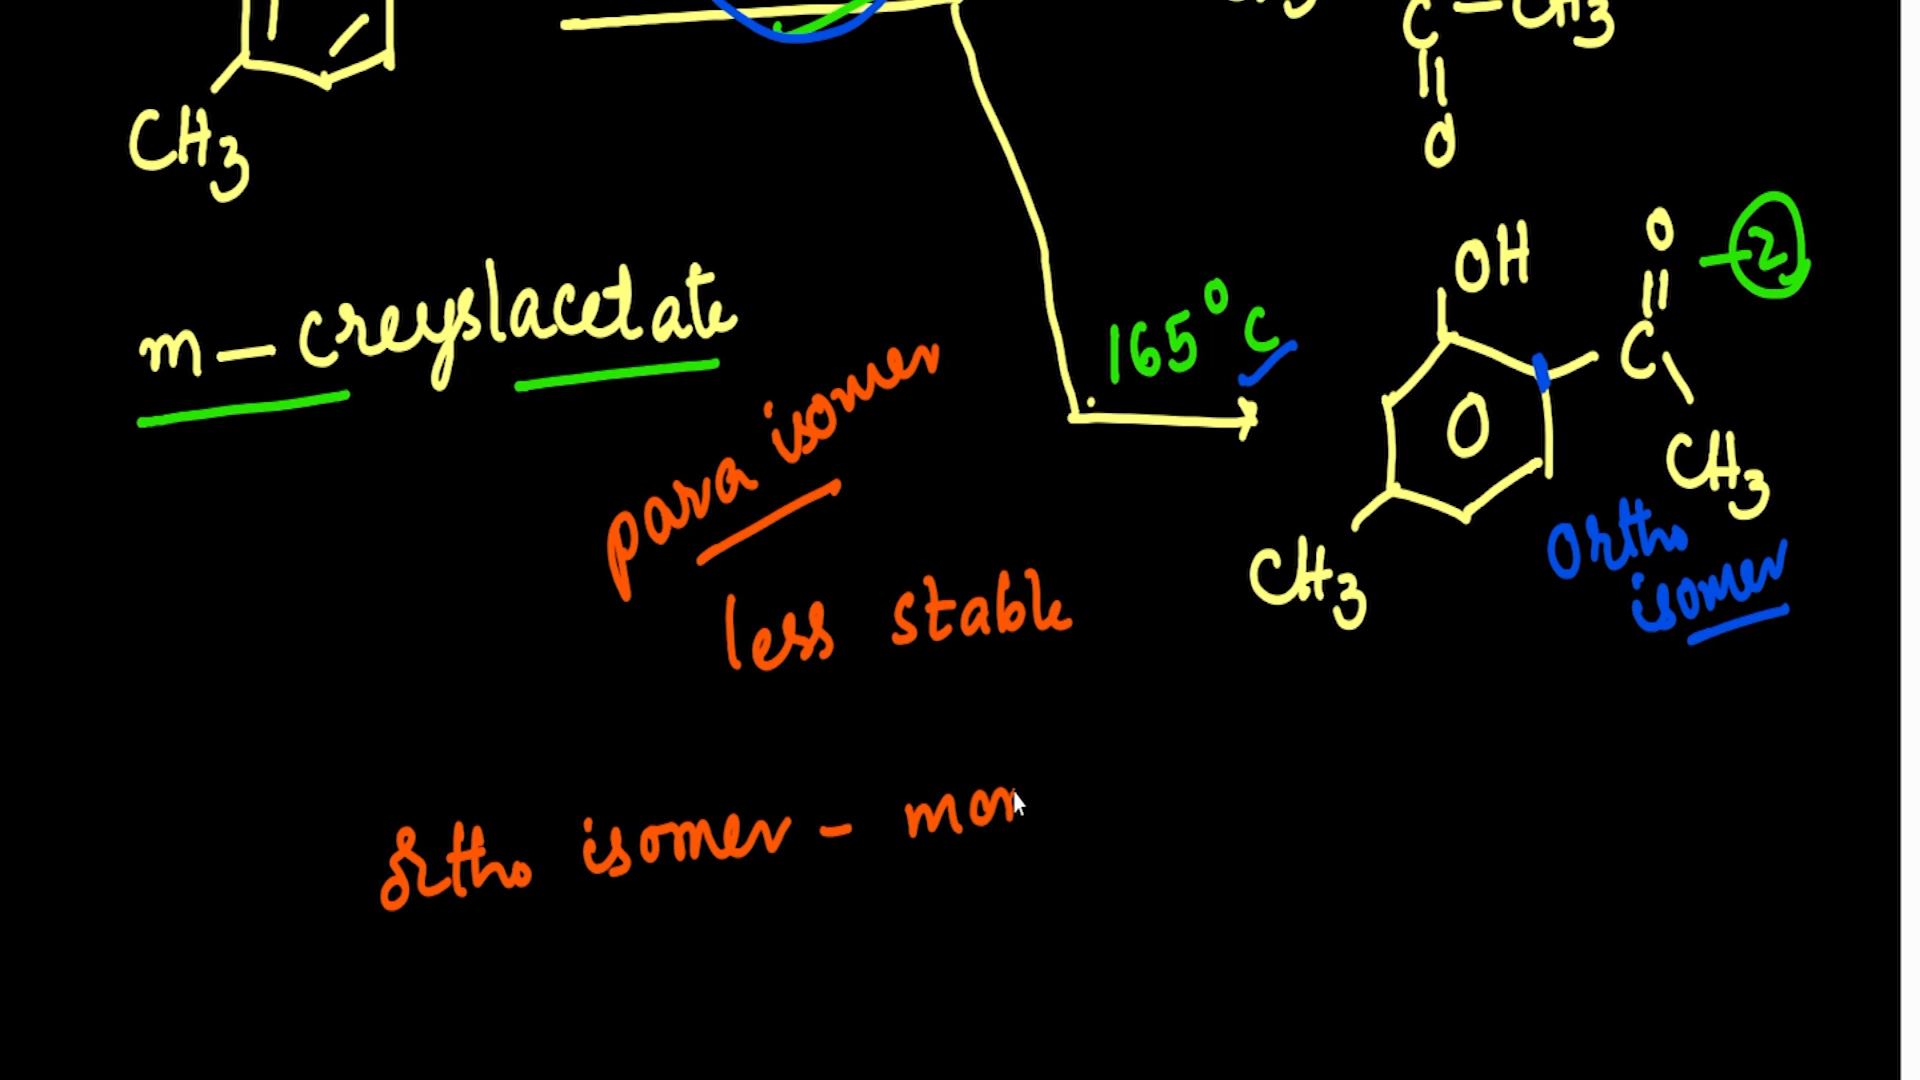 C-CH3
O
CH3
OH
O
-2
m-creyslacetate
165°C
C
CH3
O
para isomer
CH3
Ortho
isomer
less stable
Ortho isomer - mor